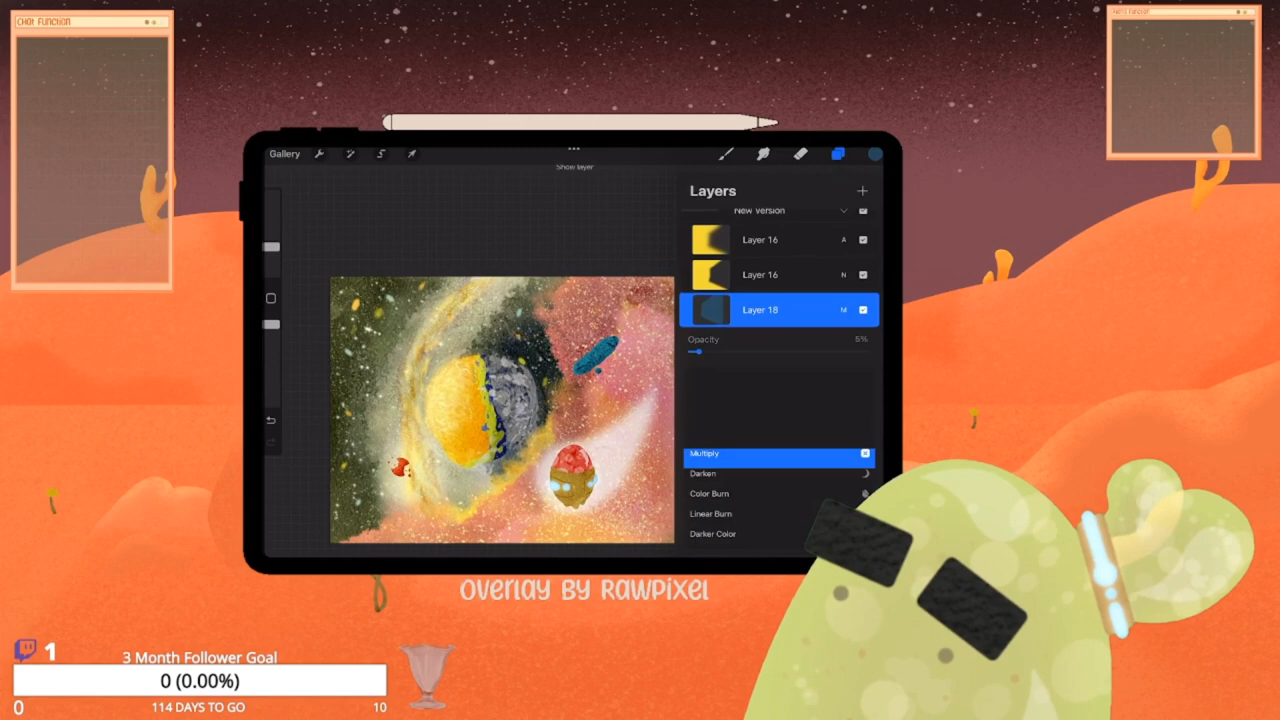 CHAT FUNCTION
Gallery
Show layer
Layers
New Version
Layer 16
A
Layer 16
N
Layer 18
M
Opacity
5%
Multiply
Darken
Color Burn
Linear Burn
Darker Color
OVERLAY BY RAWPIXEL
1
3 Month Follower Goal
0 (0.00%)
0
114 DAYS TO GO
10